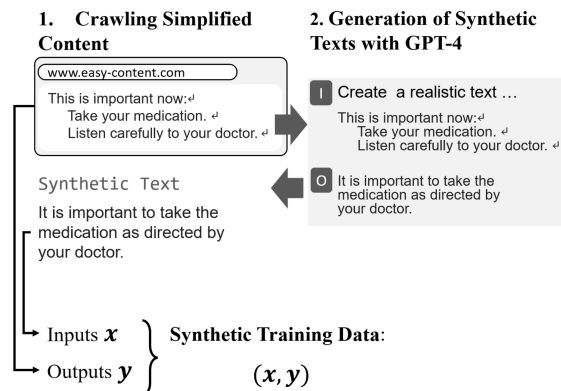 1. Crawling Simplified
Content
www.easy-content.com
This is important now:↵
Take your medication. ↵
Listen carefully to your doctor. ↵
2. Generation of Synthetic
Texts with GPT-4
I Create a realistic text …
This is important now:↵
Take your medication. ↵
Listen carefully to your doctor. ↵
O It is important to take the
medication as directed by
your doctor.
Synthetic Text
It is important to take the
medication as directed by
your doctor.
Inputs x
Outputs y
Synthetic Training Data:
(x, y)